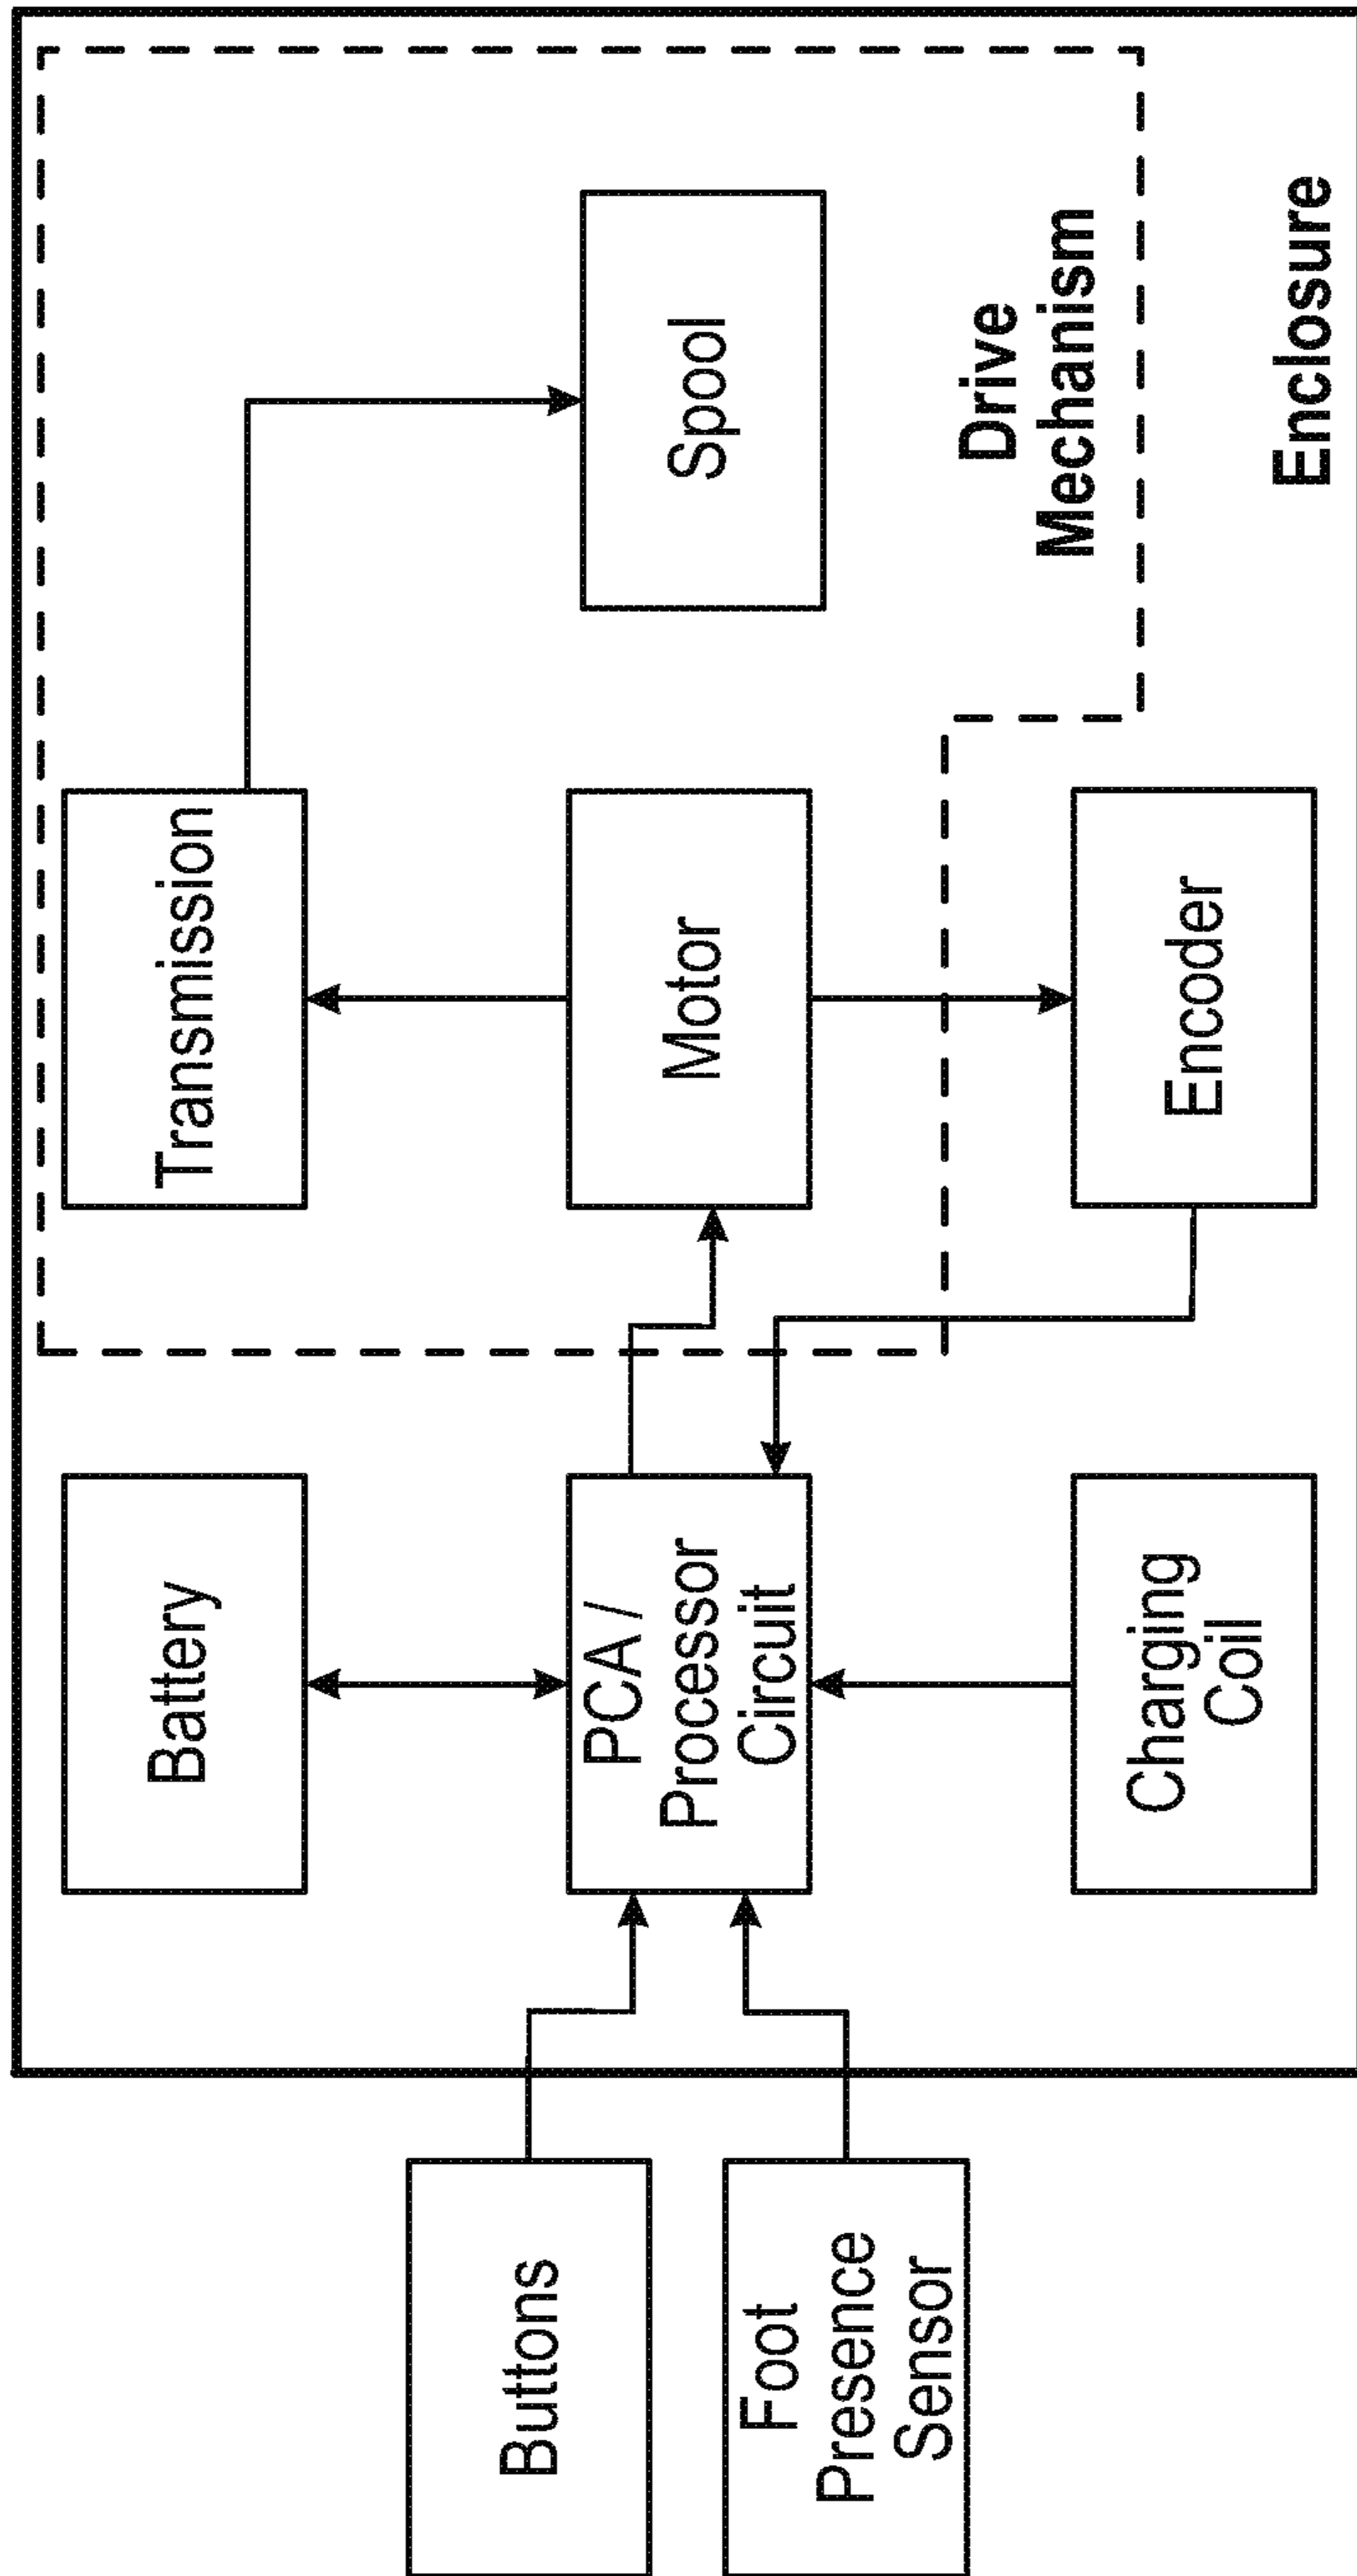 Buttons
Foot
Presence
Sensor
Battery
PCA /
Processor
Circuit
Charging
Coil
Transmission
Motor
Encoder
Spool
Drive
Mechanism
Enclosure